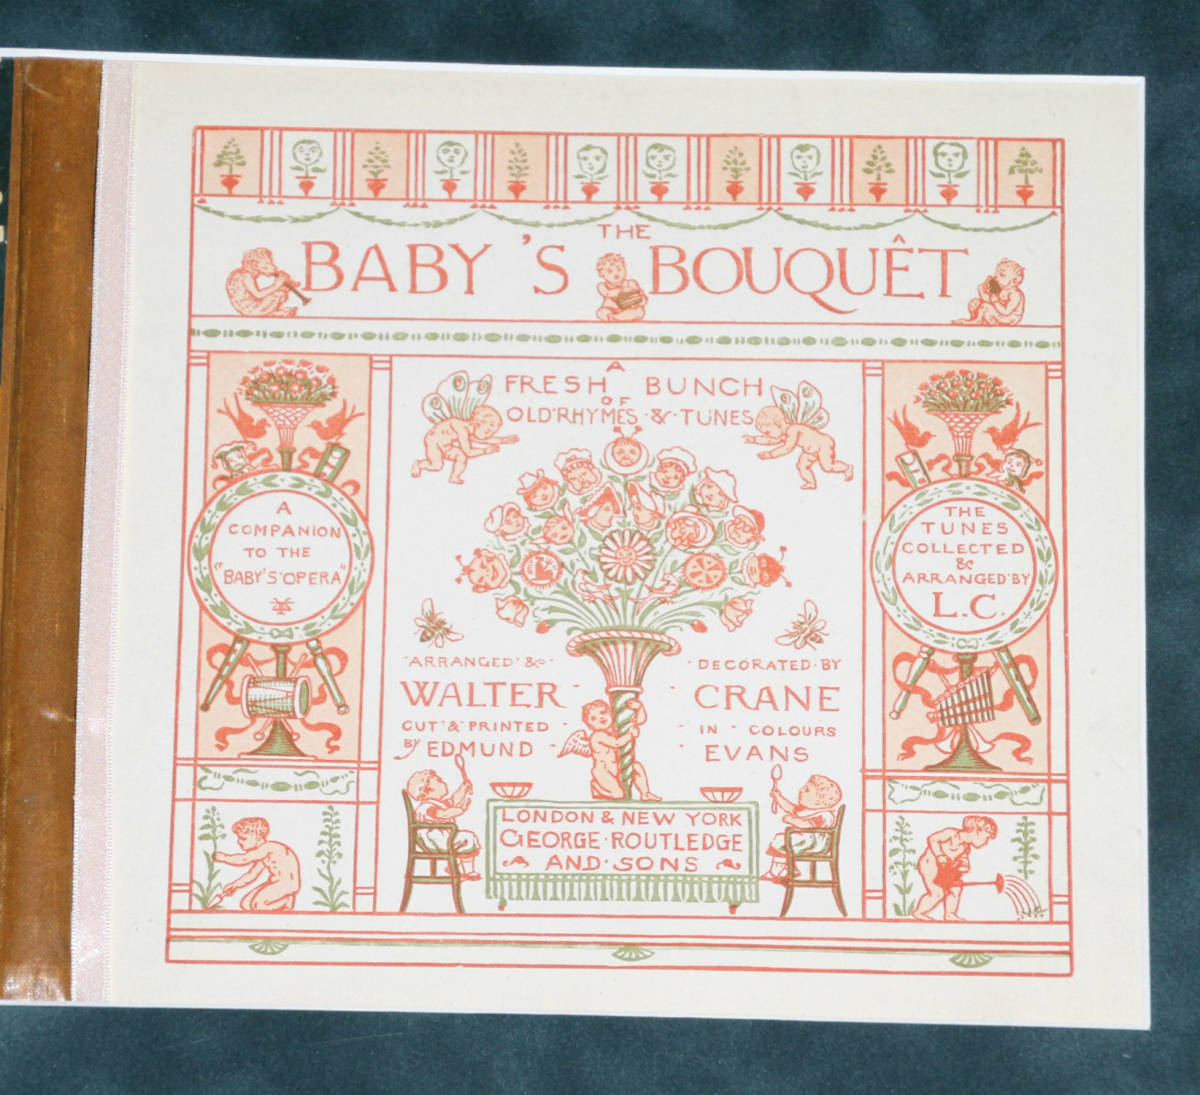 THE
BABY'S BOUQUÊT
A
FRESH BUNCH
OF
OLD·RHYMES·&·TUNES
A
COMPANION
TO THE
"BABY'S OPERA"
THE
TUNES
COLLECTED
&
ARRANGED·BY
L.C.
·ARRANGED·&· ·DECORATED·BY
WALTER - - CRANE
CUT·&·PRINTED - - IN - COLOURS
BY EDMUND - - EVANS
LONDON & NEW YORK
GEORGE·ROUTLEDGE
AND·SONS